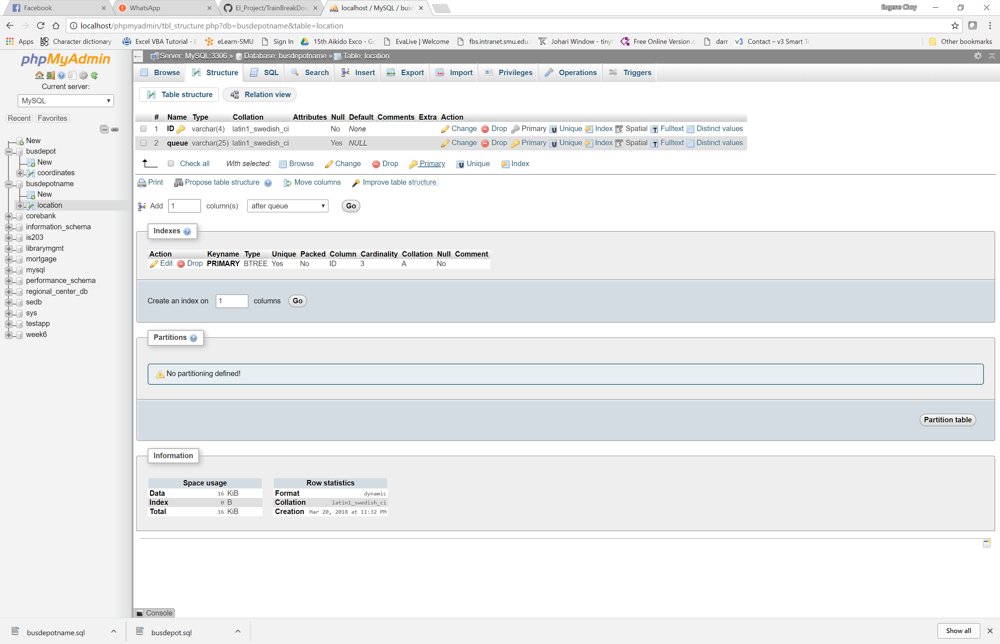 Facebook
WhatsApp
EI_Project/TrainBreakDow
localhost / MySQL / busd
Eugene Choy
localhost/phpmyadmin/tbl_structure.php?db=busdepotname&table=location
Apps
MDBG
Character dictionary
Excel VBA Tutorial - E
eLearn-SMU
Sign In
15th Aikido Exco - Go
EvaLive | Welcome
fbs.intranet.smu.edu.s
Johari Window - tinyt
Free Online Version o
darr
v3
Contact – v3 Smart Te
Other bookmarks
phpMyAdmin
Current server:
MySQL
Recent Favorites
New
busdepot
New
coordinates
busdepotname
New
location
corebank
information_schema
is203
librarymgmt
mortgage
mysql
performance_schema
regional_center_db
sedb
sys
testapp
week6
Server: MySQL:3306 » Database: busdepotname » Table: location
Browse Structure SQL Search Insert Export Import Privileges Operations Triggers
Table structure Relation view
# Name Type Collation Attributes Null Default Comments Extra Action
1 ID varchar(4) latin1_swedish_ci No None Change Drop Primary Unique Index Spatial Fulltext Distinct values
2 queue varchar(25) latin1_swedish_ci Yes NULL Change Drop Primary Unique Index Spatial Fulltext Distinct values
Check all With selected: Browse Change Drop Primary Unique Index
Print Propose table structure Move columns Improve table structure
Add 1 column(s) after queue Go
Indexes
Action Keyname Type Unique Packed Column Cardinality Collation Null Comment
Edit Drop PRIMARY BTREE Yes No ID 3 A No
Create an index on 1 columns Go
Partitions
No partitioning defined!
Partition table
Information
Space usage
Data 16 KiB
Index 0 B
Total 16 KiB
Row statistics
Format dynamic
Collation latin1_swedish_ci
Creation Mar 20, 2018 at 11:32 PM
Console
busdepotname.sql
busdepot.sql
Show all